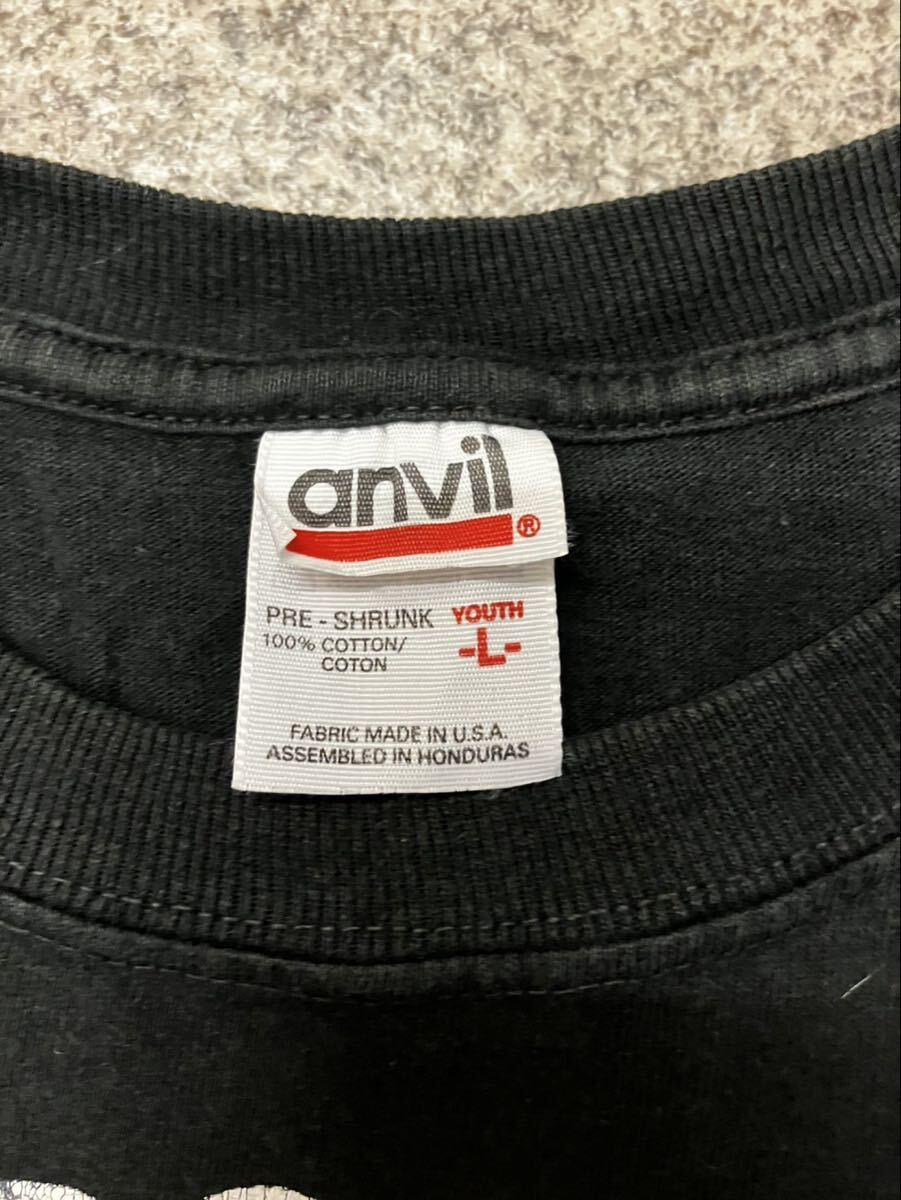 anvil®
PRE - SHRUNK YOUTH
100% COTTON/ -L-
COTON
FABRIC MADE IN U.S.A.
ASSEMBLED IN HONDURAS